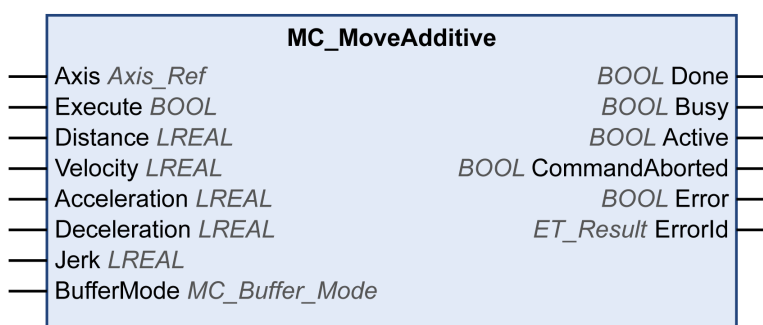 MC_MoveAdditive
Axis Axis_Ref BOOL Done
Execute BOOL BOOL Busy
Distance LREAL BOOL Active
Velocity LREAL BOOL CommandAborted
Acceleration LREAL BOOL Error
Deceleration LREAL ET_Result ErrorId
Jerk LREAL
BufferMode MC_Buffer_Mode